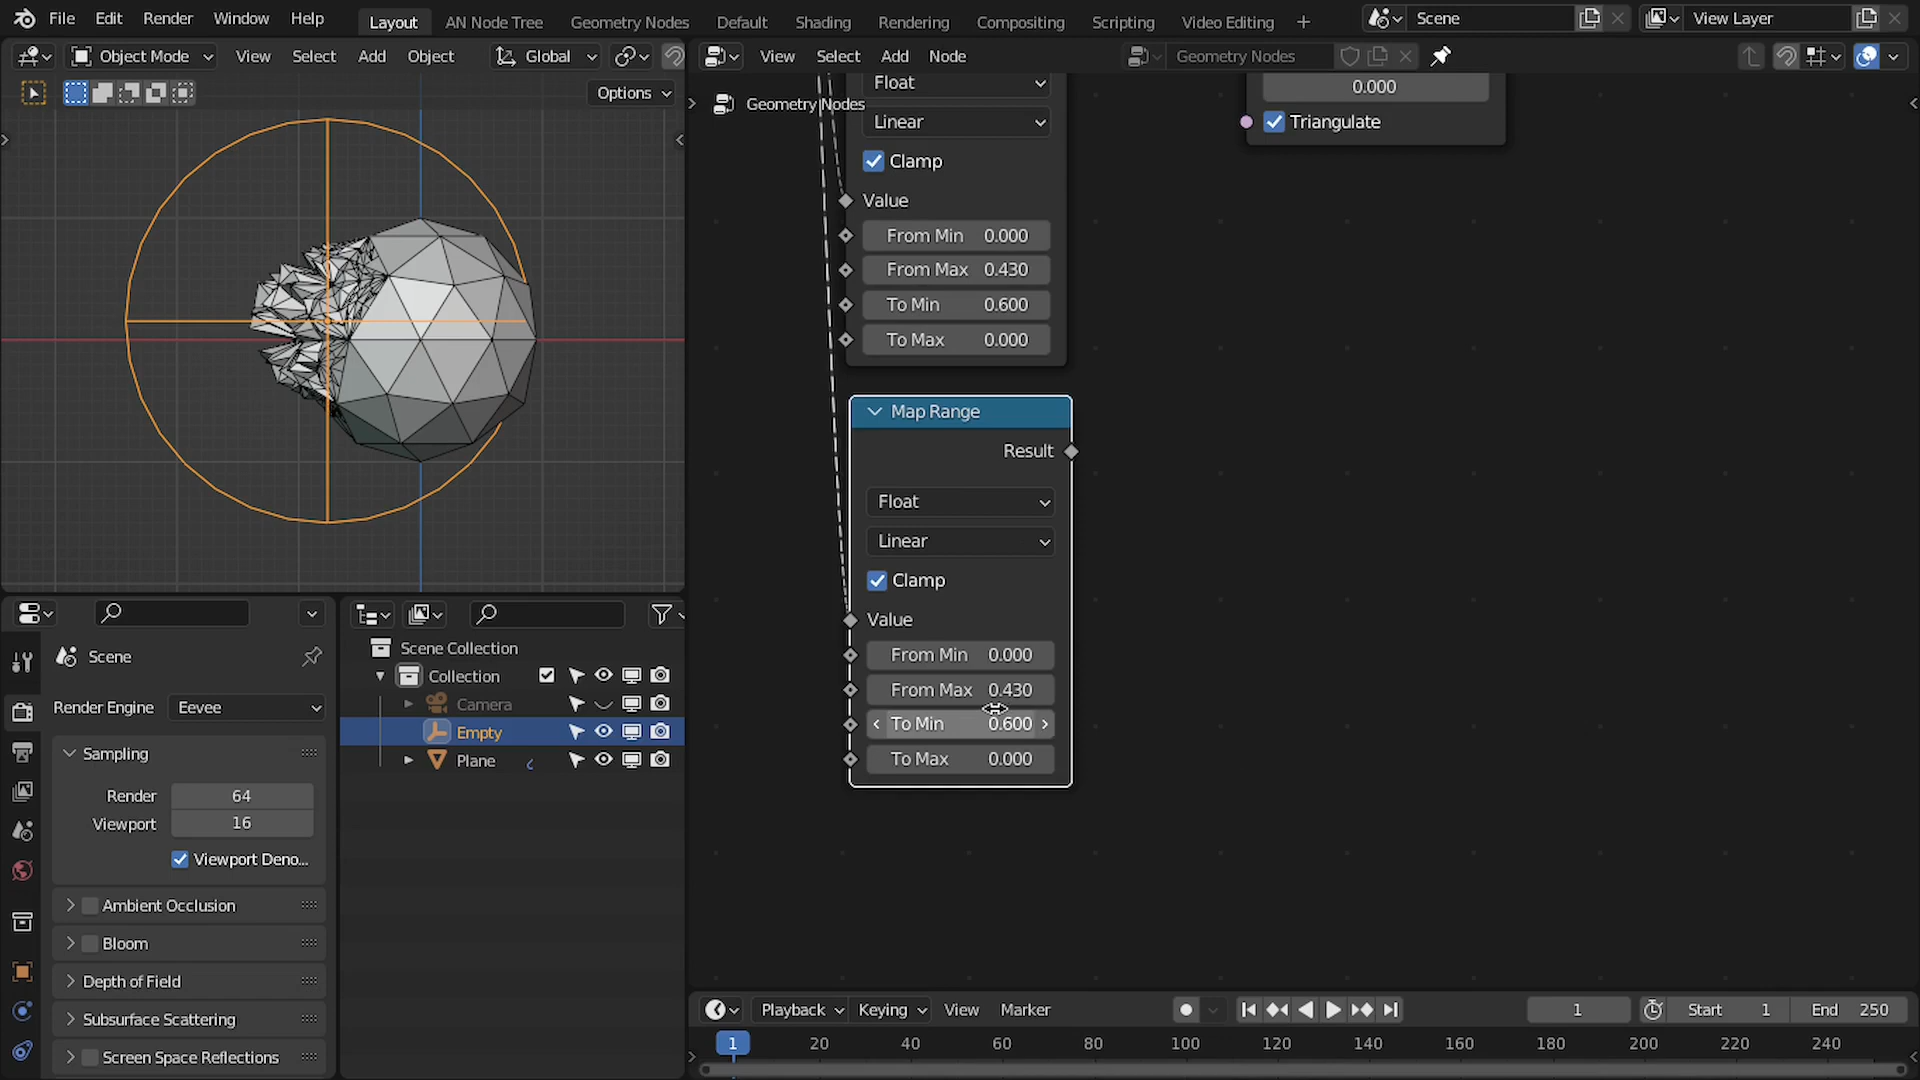 File Edit Render Window Help Layout AN Node Tree Geometry Nodes Default Shading Rendering Compositing Scripting Video Editing + Scene View Layer
Object Mode View Select Add Object Global View Select Add Node Geometry Nodes
Options
Geometry Nodes
Float
Linear
Clamp
Value
From Min 0.000
From Max 0.430
To Min 0.600
To Max 0.000
0.000
Triangulate
Map Range
Result
Float
Linear
Clamp
Value
From Min 0.000
From Max 0.430
To Min 0.600
To Max 0.000
Scene
Render Engine Eevee
Sampling
Render 64
Viewport 16
Viewport Deno...
Ambient Occlusion
Bloom
Depth of Field
Subsurface Scattering
Screen Space Reflections
Scene Collection
Collection
Camera
Empty
Plane
Playback Keying View Marker 1 Start 1 End 250
1 20 40 60 80 100 120 140 160 180 200 220 240